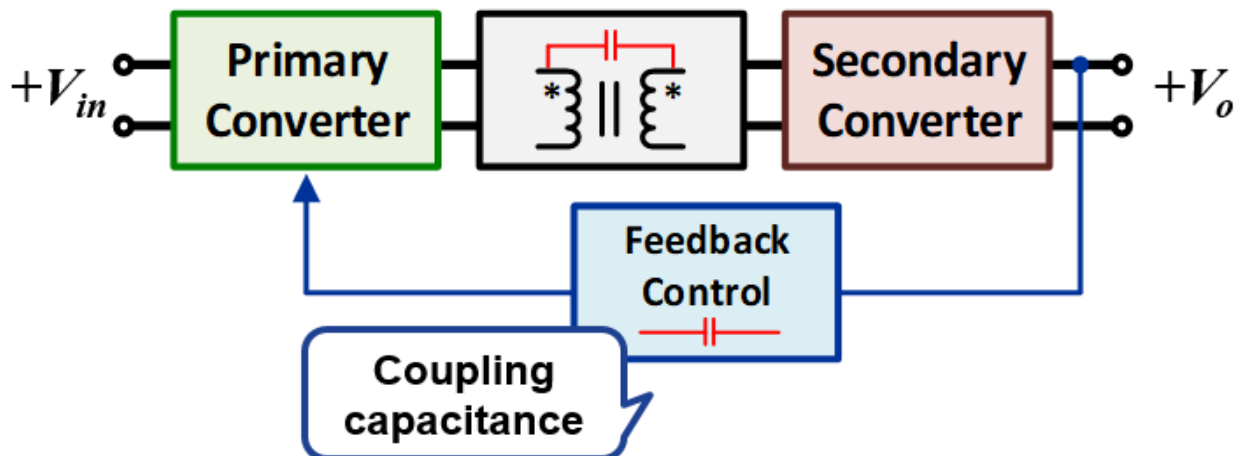 +Vin
Primary
Converter
* *
Secondary
Converter
+Vo
Feedback
Control
Coupling
capacitance